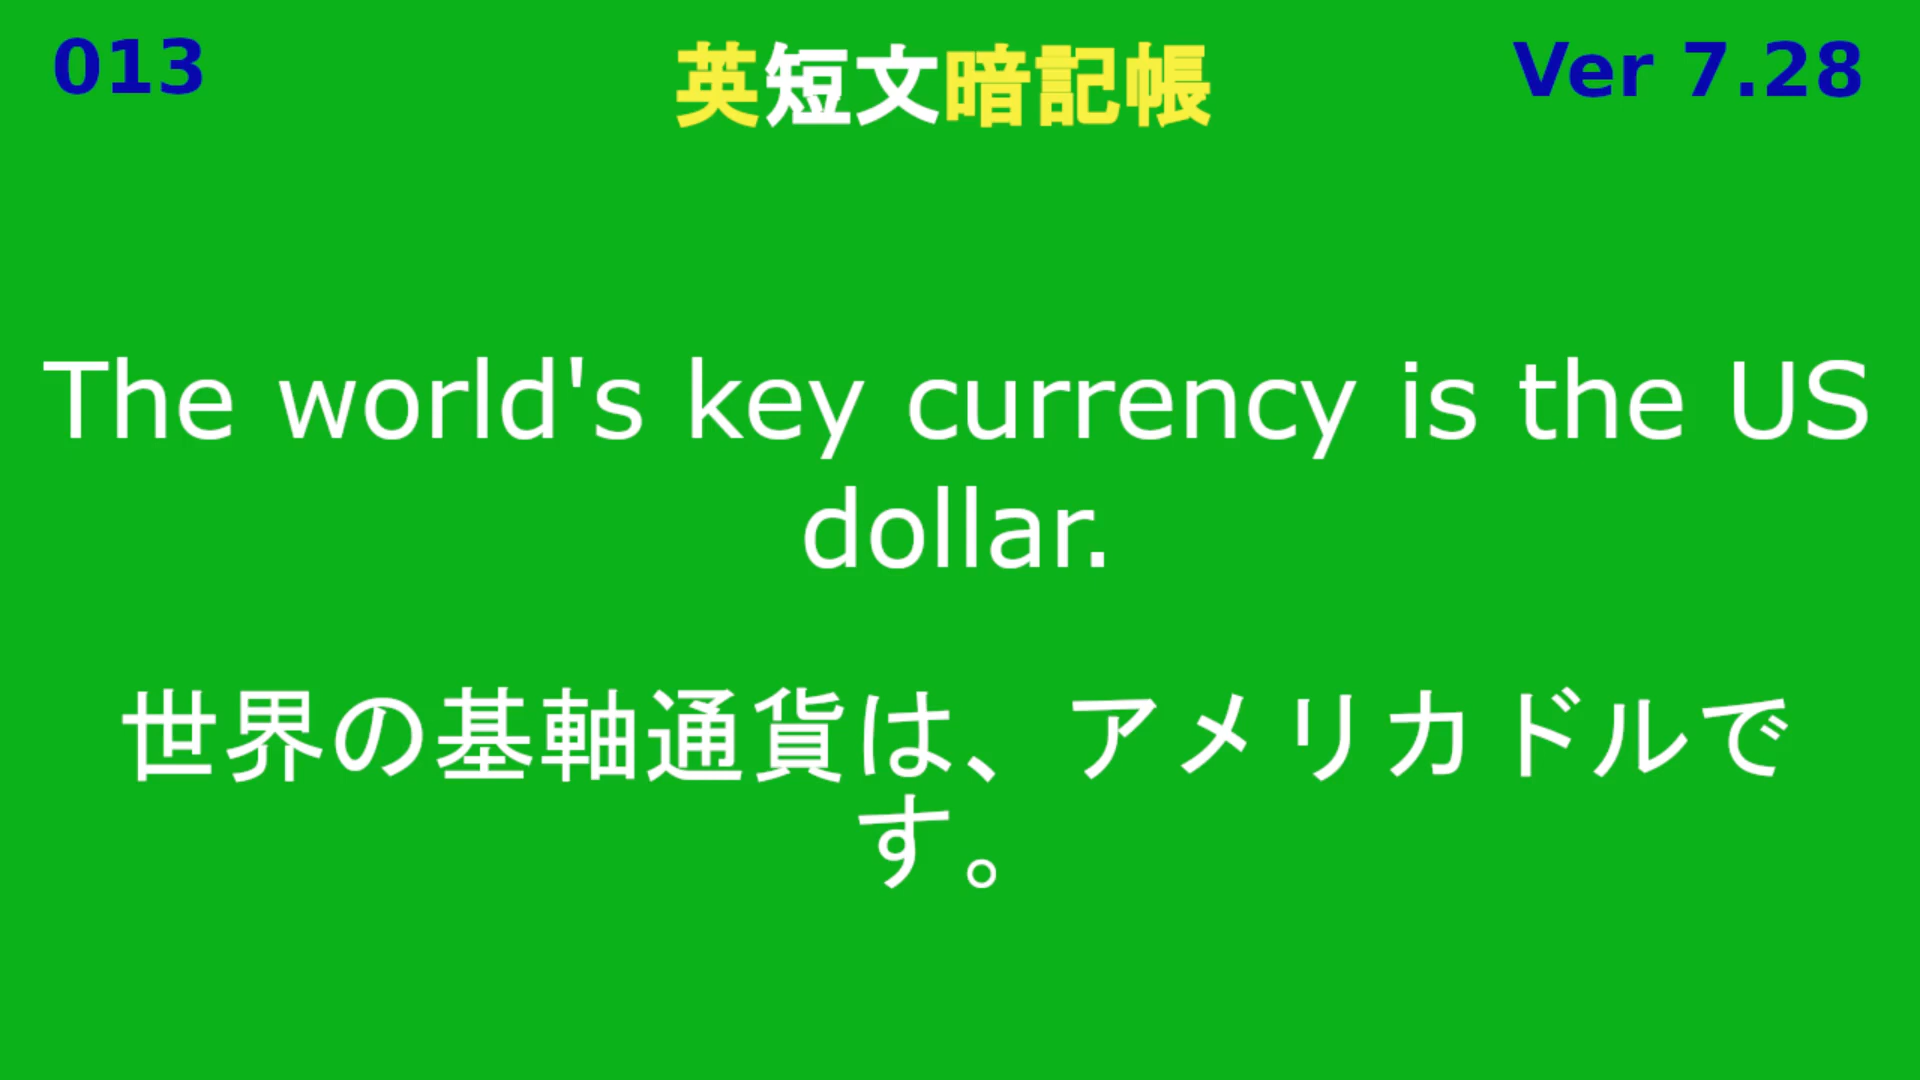 013
英短文暗記帳
Ver 7.28
The world's key currency is the US
dollar.
世界の基軸通貨は、アメリカドルで
す。